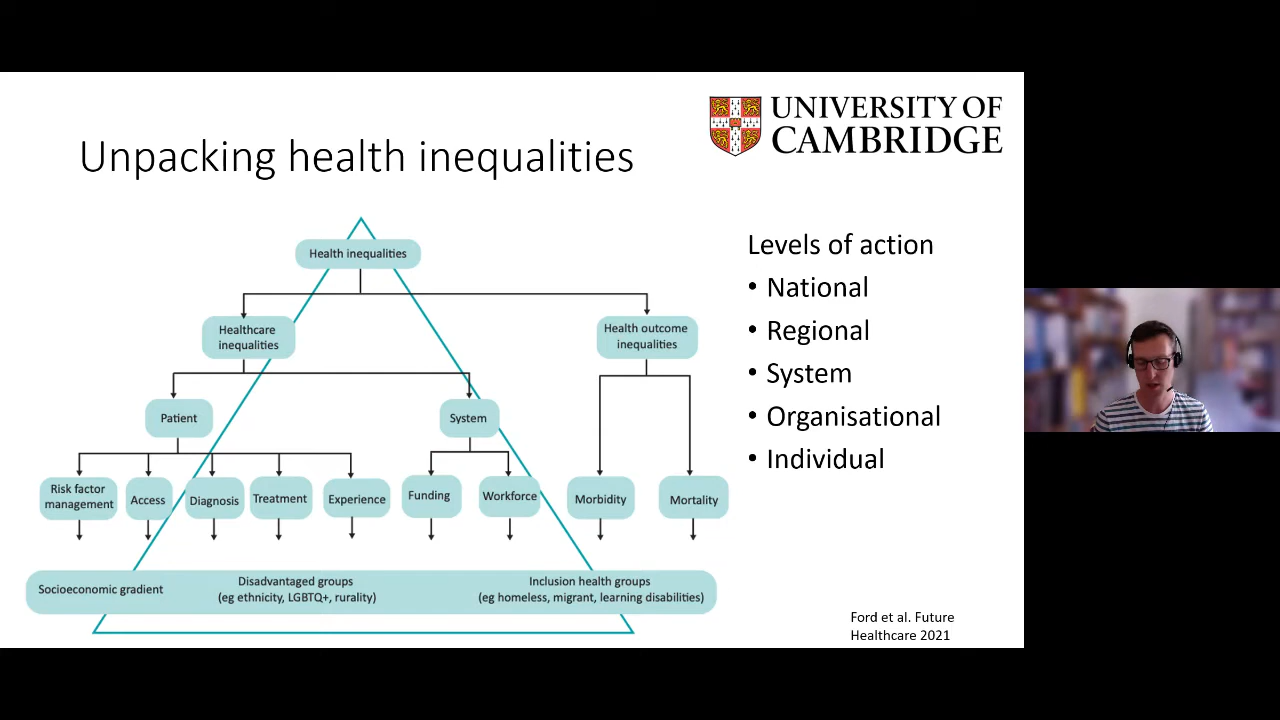 UNIVERSITY OF
CAMBRIDGE
Unpacking health inequalities
Health inequalities
Healthcare
inequalities
Health outcome
inequalities
Patient
System
Risk factor
management
Access
Diagnosis
Treatment
Experience
Funding
Workforce
Morbidity
Mortality
Socioeconomic gradient
Disadvantaged groups
(eg ethnicity, LGBTQ+, rurality)
Inclusion health groups
(eg homeless, migrant, learning disabilities)
Levels of action
• National
• Regional
• System
• Organisational
• Individual
Ford et al. Future
Healthcare 2021